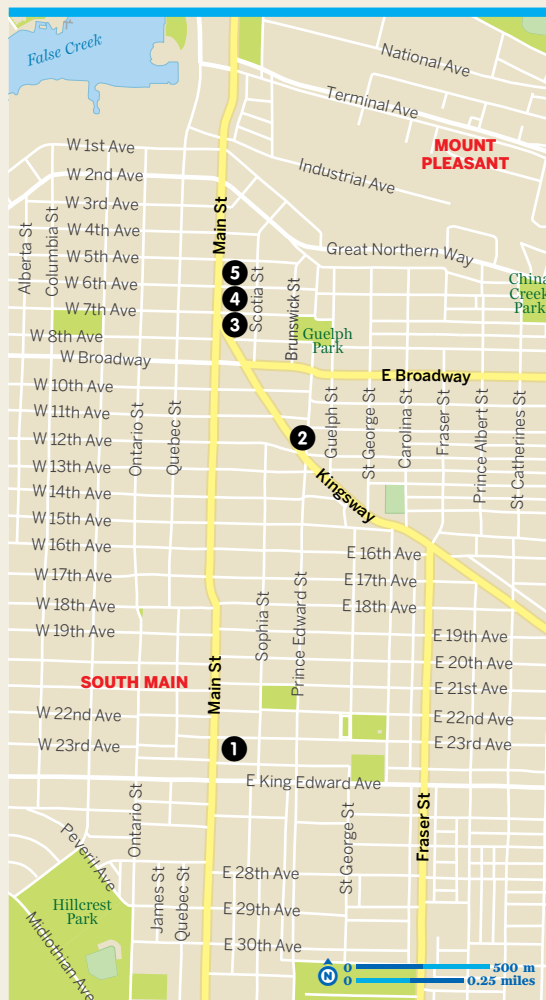 False Creek
National Ave
Terminal Ave
MOUNT
PLEASANT
W 1st Ave
W 2nd Ave
Industrial Ave
W 3rd Ave
W 4th Ave
Main St
Great Northern Way
Alberta St
Columbia St
W 5th Ave
5
Scotia St
W 6th Ave
4
China
Creek
Park
Brunswick St
W 7th Ave
3
Guelph
Park
W 8th Ave
W Broadway
E Broadway
W 10th Ave
W 11th Ave
Ontario St
Quebec St
Guelph St
St George St
Carolina St
Fraser St
Prince Albert St
St Catherines St
W 12th Ave
2
W 13th Ave
W 14th Ave
Kingsway
W 15th Ave
W 16th Ave
E 16th Ave
W 17th Ave
E 17th Ave
W 18th Ave
E 18th Ave
Sophia St
Prince Edward St
W 19th Ave
E 19th Ave
E 20th Ave
SOUTH MAIN
Main St
E 21st Ave
W 22nd Ave
E 22nd Ave
W 23rd Ave
1
E 23rd Ave
E King Edward Ave
Ontario St
St George St
Fraser St
Peveril Ave
E 28th Ave
James St
Quebec St
Hillcrest
Park
E 29th Ave
Midlothian Ave
E 30th Ave
N
0 500 m
0 0.25 miles